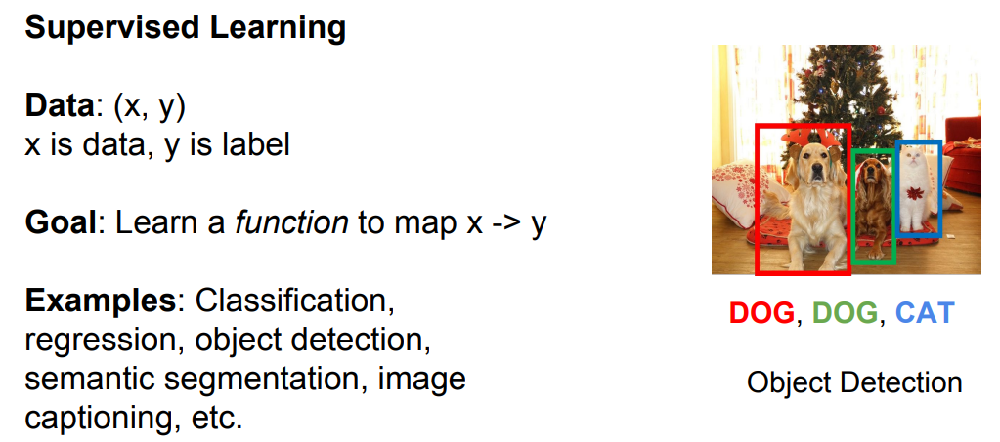 Supervised Learning
Data: (x, y)
x is data, y is label
Goal: Learn a function to map x -> y
Examples: Classification,
regression, object detection,
semantic segmentation, image
captioning, etc.
DOG, DOG, CAT
Object Detection